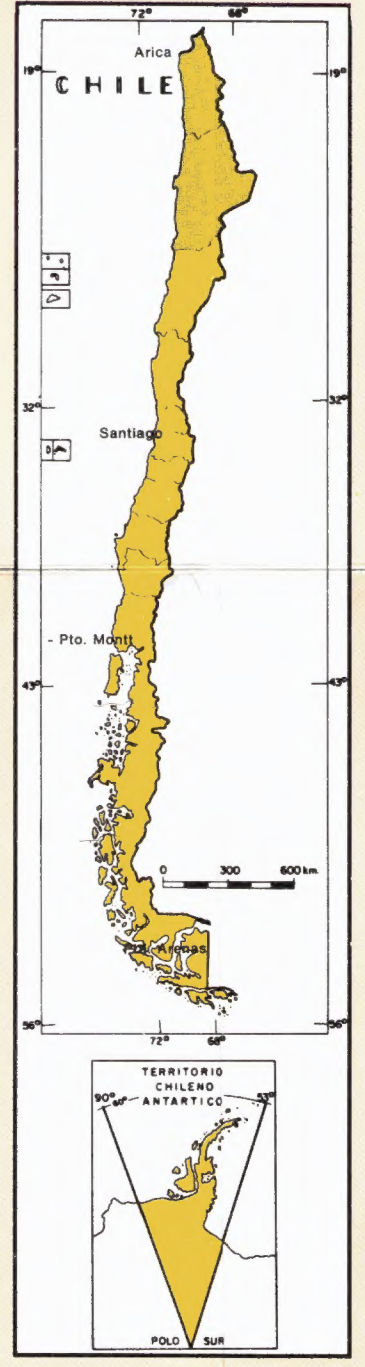 72° 68°
Arica
19° 19°
CHILE
32° 32°
Santiago
- Pto. Montt
43° 43°
0 300 600 km.
Pta. Arenas
56° 56°
72° 68°
TERRITORIO
CHILENO
ANTARTICO
90° 60° 53°
POLO SUR